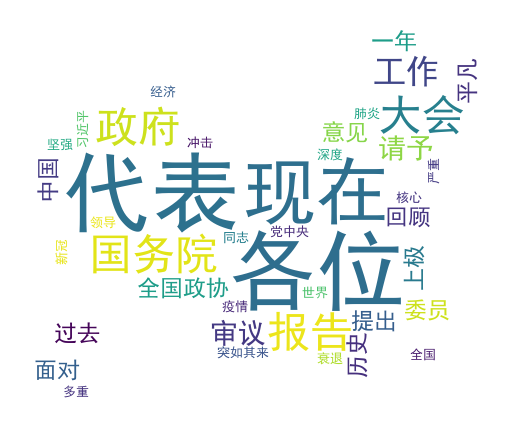 一年
工作
平凡
经济
大会
肺炎
政府
习近平
意见
请予
坚强
冲击
深度
严重
中国
代表
现在
核心
回顾
领导
党中央
同志
国务院
各位
新冠
上极
全国政协
世界
疫情
委员
提出
报告
审议
过去
历史
突如其来
衰退
全国
面对
多重